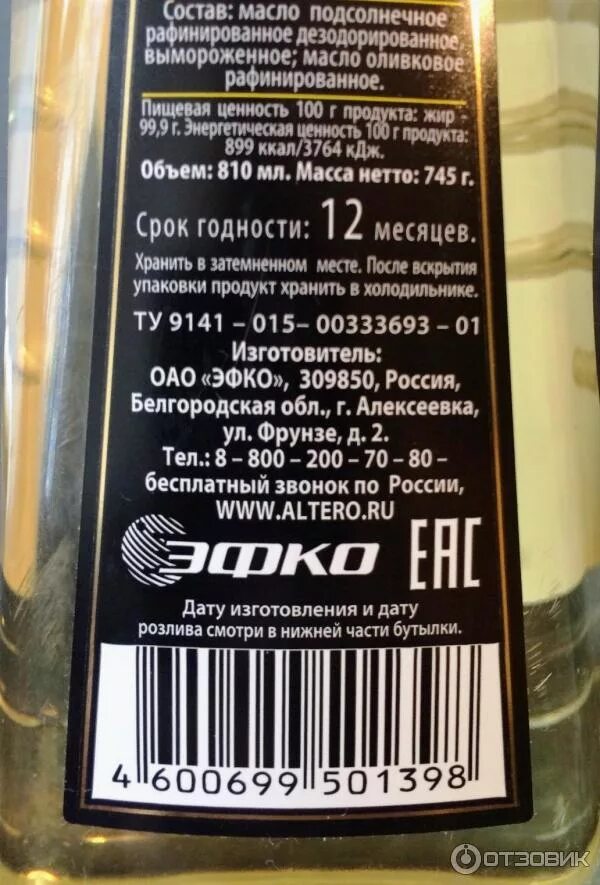 Состав: масло подсолнечное
рафинированное дезодорированное
вымороженное; масло оливковое
рафинированное.
Пищевая ценность 100 г продукта: жир -
99,9 г. Энергетическая ценность 100 г продукта:
899 ккал/3764 кДж.
Объем: 810 мл. Масса нетто: 745 г.
Срок годности: 12 месяцев.
Хранить в затемненном месте. После вскрытия
упаковки продукт хранить в холодильнике.
ТУ 9141 – 015– 00333693 – 01
Изготовитель:
ОАО «ЭФКО», 309850, Россия,
Белгородская обл., г. Алексеевка,
ул. Фрунзе, д. 2.
Тел.: 8 – 800 – 200 – 70 – 80 –
бесплатный звонок по России,
WWW.ALTERO.RU
ЭФКО EAC
Дату изготовления и дату
розлива смотри в нижней части бутылки.
4 600699 501398
ОТЗОВИК